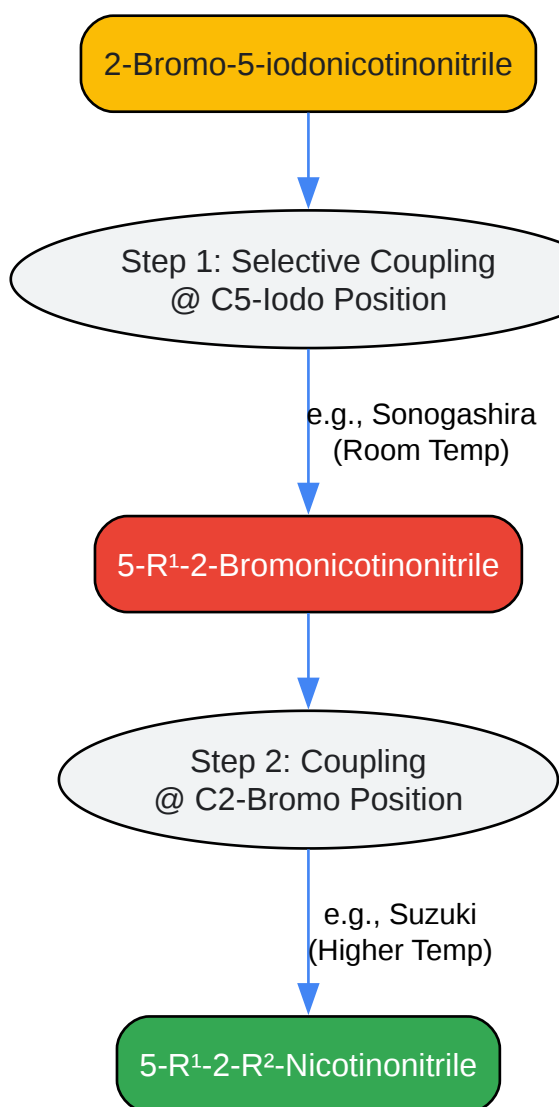 2-Bromo-5-iodonicotinonitrile
Step 1: Selective Coupling
@ C5-Iodo Position
e.g., Sonogashira
(Room Temp)
5-R¹-2-Bromonicotinonitrile
Step 2: Coupling
@ C2-Bromo Position
e.g., Suzuki
(Higher Temp)
5-R¹-2-R²-Nicotinonitrile